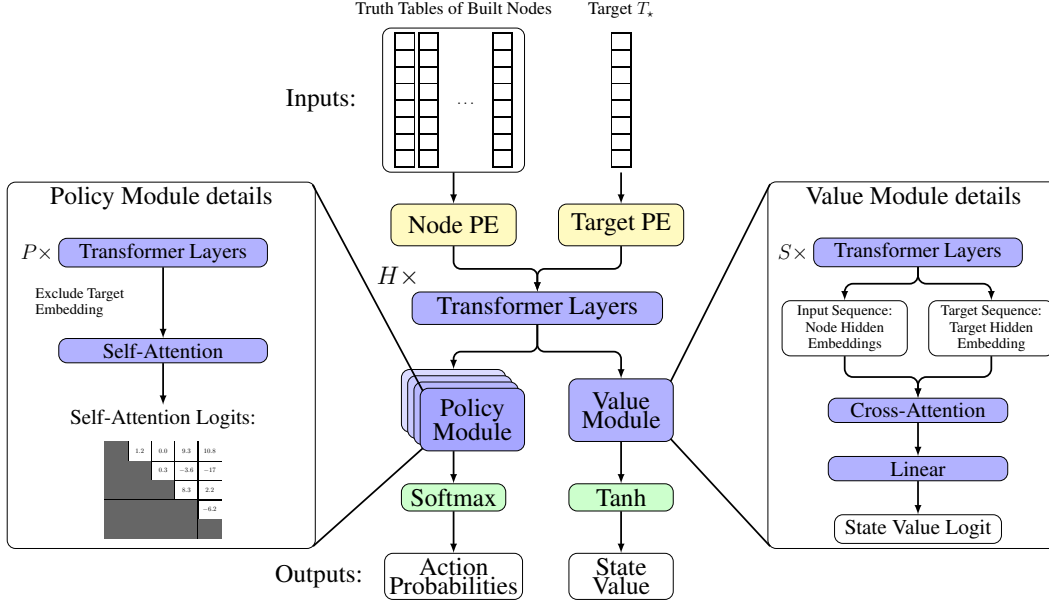 Truth Tables of Built Nodes
Target T⋆
Inputs:
...
Node PE
Target PE
H×
Transformer Layers
Policy
Module
Value
Module
Softmax
Tanh
Outputs:
Action
Probabilities
State
Value
Policy Module details
P×
Transformer Layers
Exclude Target
Embedding
Self-Attention
Self-Attention Logits:
1.2 0.0 9.3 10.8
0.3 −3.6 −17
8.3 2.2
−6.2
Value Module details
S×
Transformer Layers
Input Sequence:
Node Hidden
Embeddings
Target Sequence:
Target Hidden
Embedding
Cross-Attention
Linear
State Value Logit